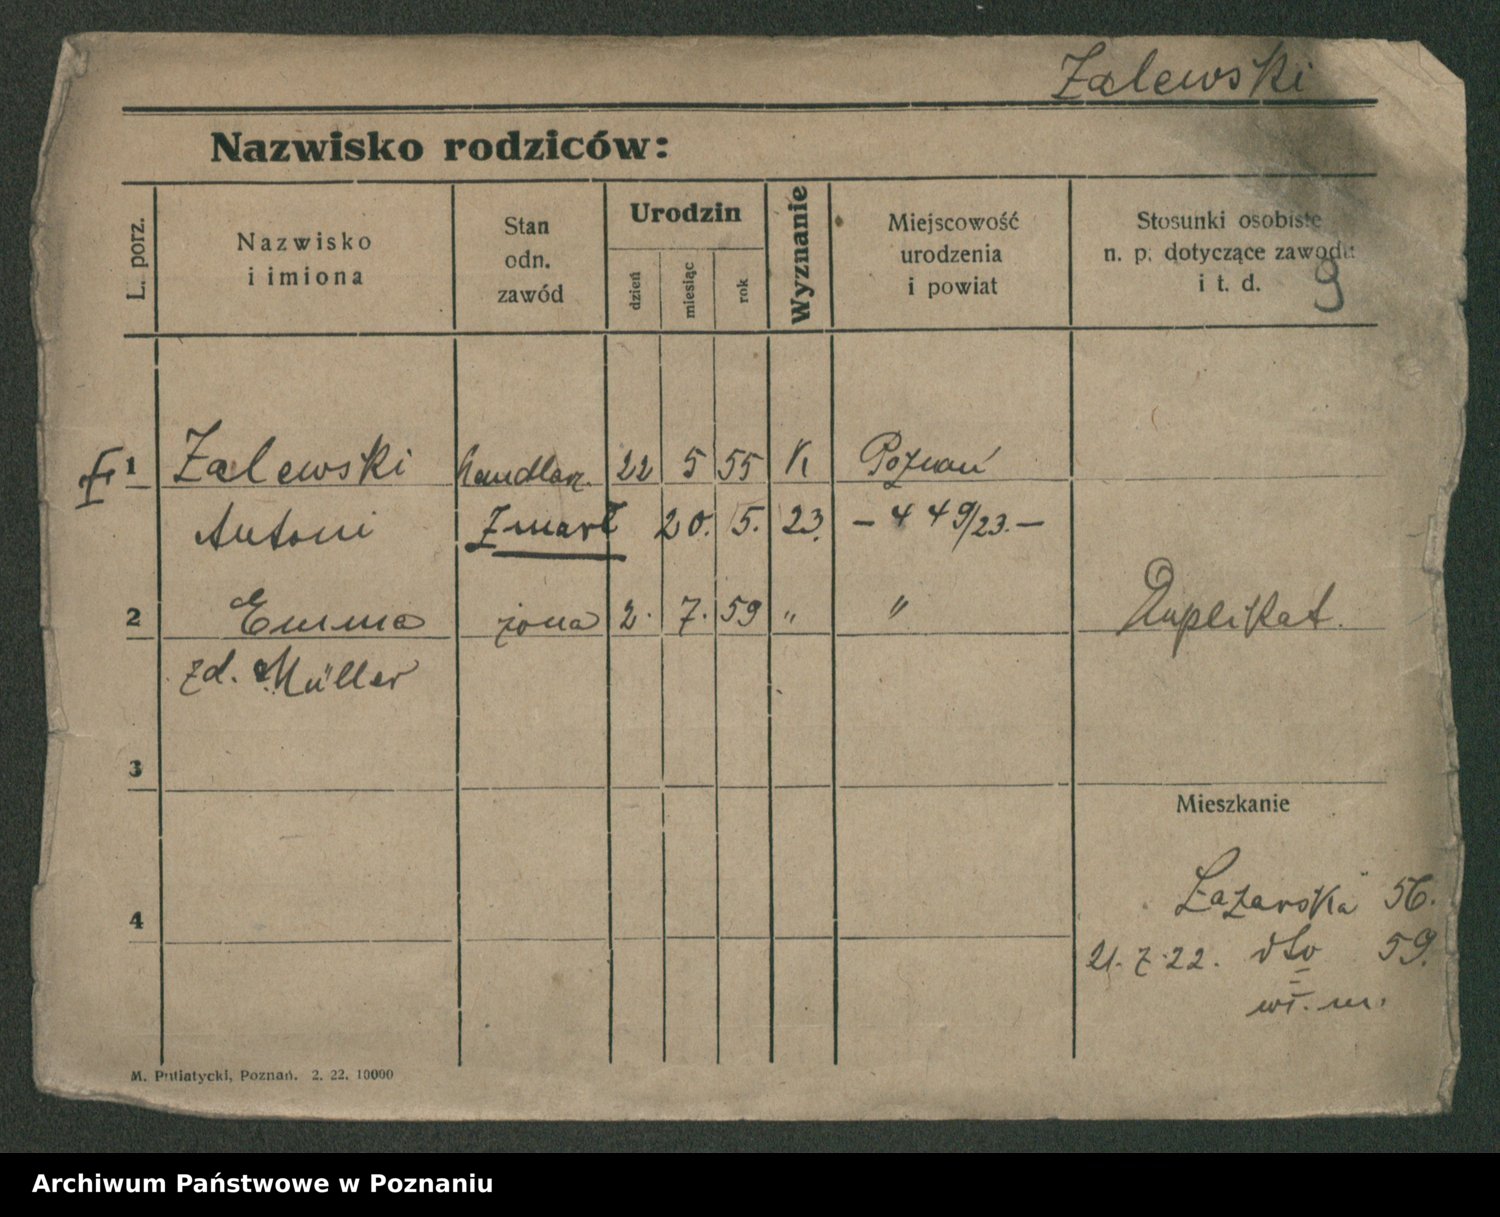 Zalewski
Nazwisko rodziców:
L. porz.
Nazwisko
i imiona
Stan
odn.
zawód
Urodzin
dzień
miesiąc
rok
Wyznanie
Miejscowość
urodzenia
i powiat
Stosunki osobiste
n. p. dotyczące zawodu
i t. d.
9
1 Zalewski handlarz. 22 5 55 K Poznań
Antoni Zmarł 20. 5. 23. – 449/23. –
2 Emma żona 2. 7. 59 „ „ Duplikat.
zd. Müller
3
Mieszkanie
4
Łazarska 56.
21. 7. 22. dto 59.
wł. m.
M. Putiatycki, Poznań. 2. 22. 10000
Archiwum Państwowe w Poznaniu